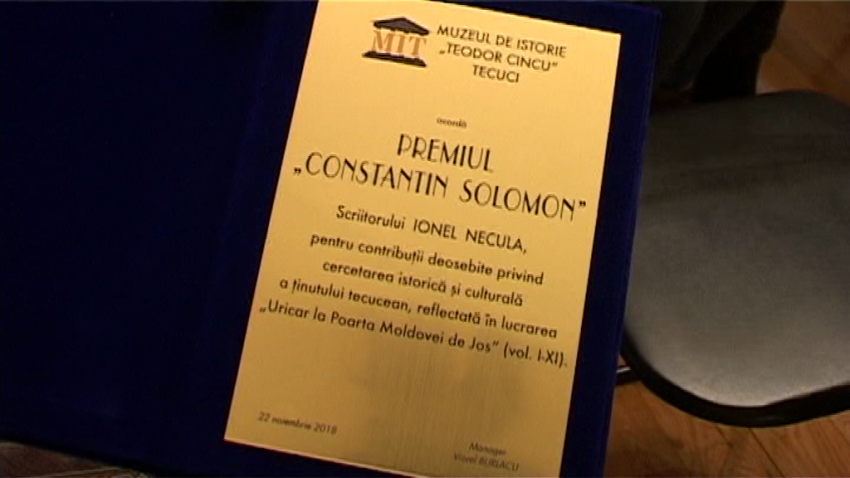 MIT
MUZEUL DE ISTORIE
„TEODOR CINCU”
TECUCI
acordă
PREMIUL
„CONSTANTIN SOLOMON”
Scriitorului IONEL NECULA,
pentru contribuții deosebite privind
cercetarea istorică și culturală
a ținutului tecucean, reflectată în lucrarea
„Uricar la Poarta Moldovei de Jos” (vol. I-XI).
22 noiembrie 2018
Manager
Viorel BURLACU